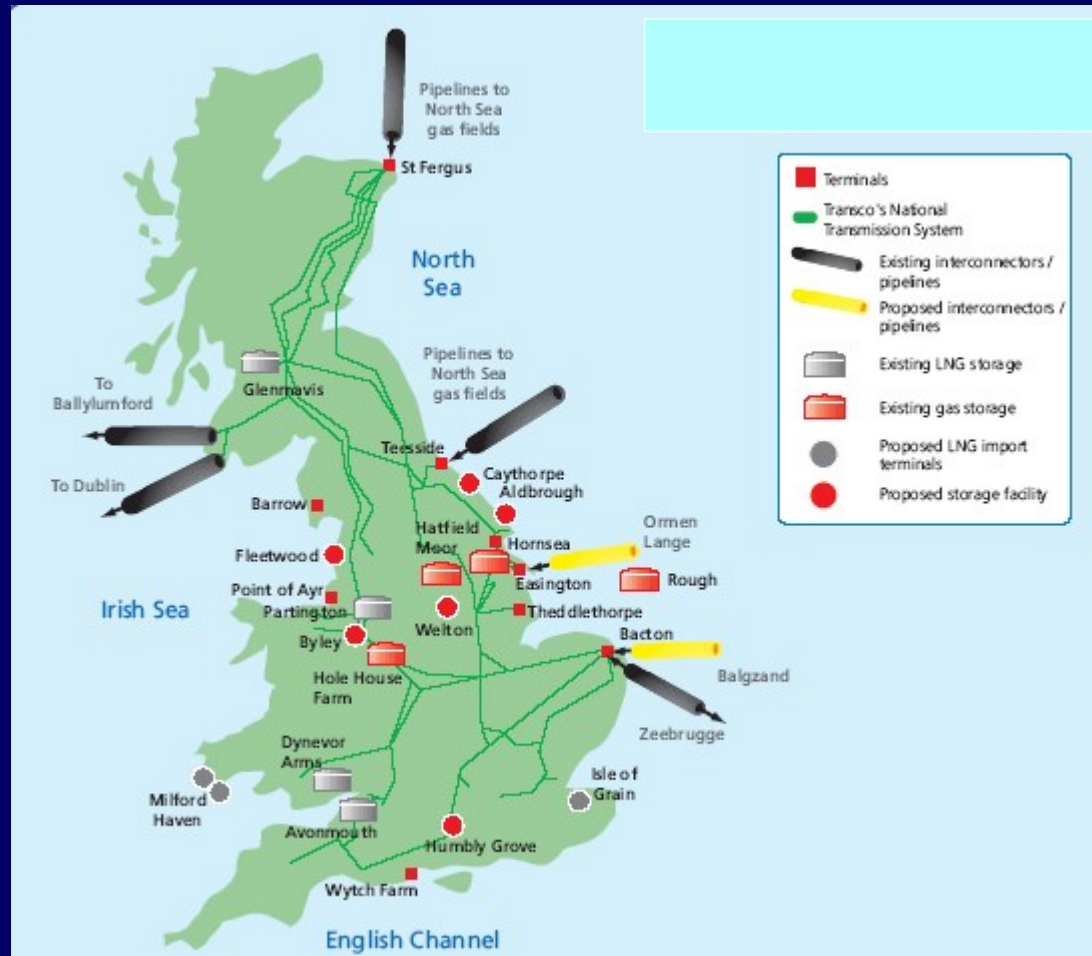 Pipelines to
North Sea
gas fields
St Fergus
North
Sea
Terminals
Transco's National
Transmission System
Existing interconnectors /
pipelines
Proposed interconnectors /
pipelines
Existing LNG storage
Existing gas storage
Proposed LNG import
terminals
Proposed storage facility
Pipelines to
North Sea
gas fields
Glenmavis
To
Ballylumford
To Dublin
Teesside
Caythorpe
Aldbrough
Barrow
Hatfield
Moor
Hornsea
Ormen
Lange
Fleetwood
Easington
Rough
Point of Ayr
Partington
Theddlethorpe
Irish Sea
Byley
Welton
Bacton
Hole House
Farm
Balgzand
Zeebrugge
Dynevor
Arms
Isle of
Grain
Milford
Haven
Avonmouth
Humbly Grove
Wytch Farm
English Channel